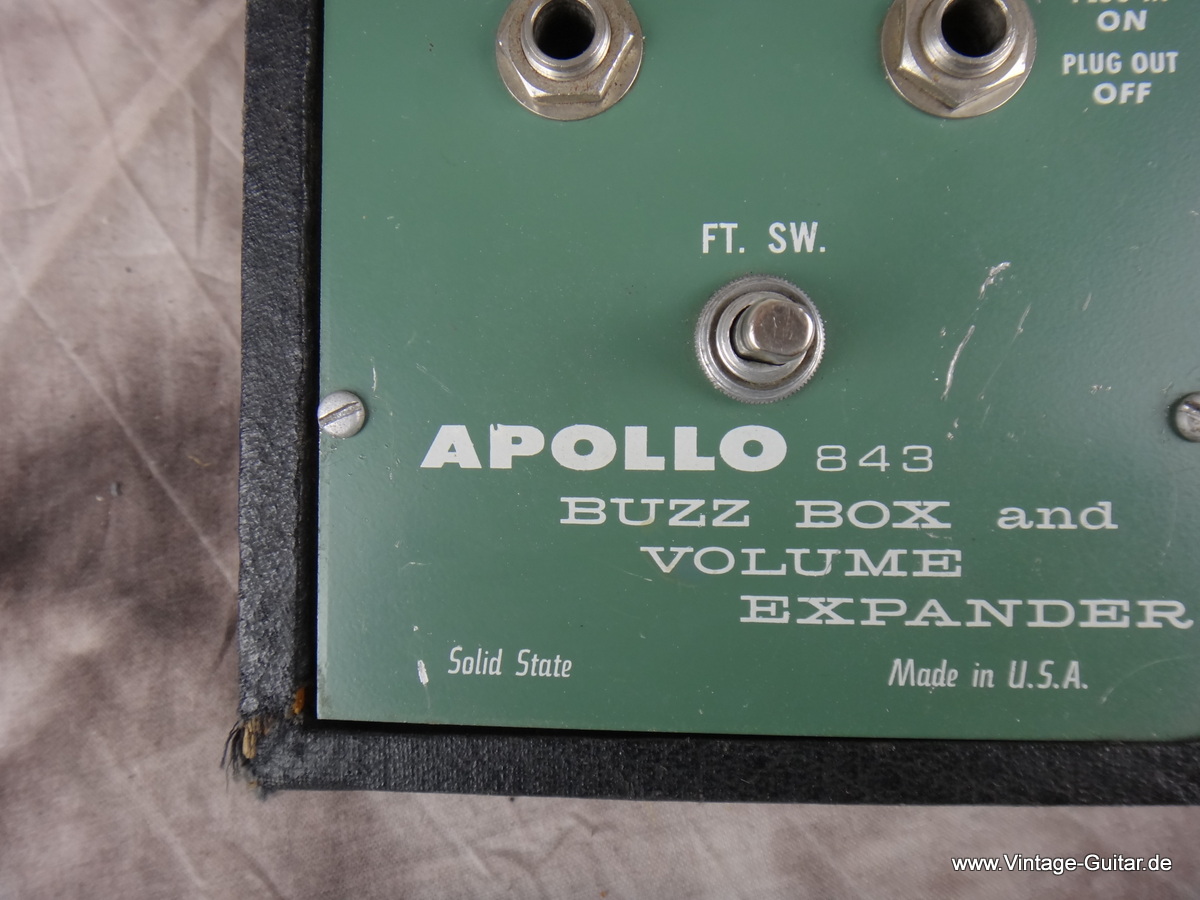 ON
PLUG OUT
OFF
FT. SW.
APOLLO 843
BUZZ BOX and
VOLUME
EXPANDER
Solid State
Made in U.S.A.
www.Vintage-Guitar.de